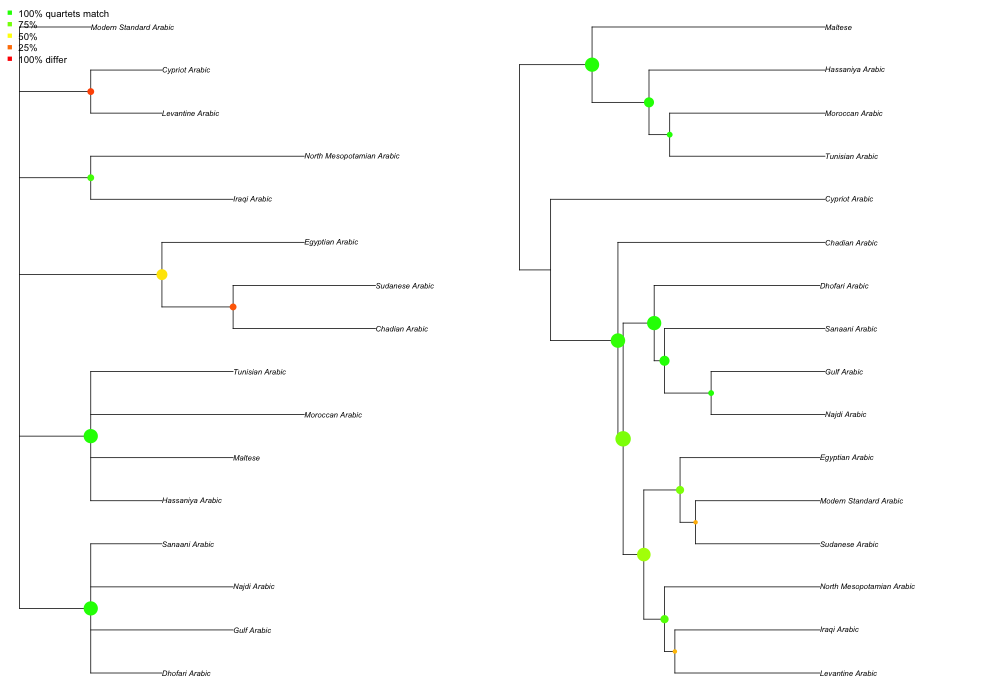 100% quartets match
75%
50%
25%
100% differ
Modern Standard Arabic
Cypriot Arabic
Levantine Arabic
North Mesopotamian Arabic
Iraqi Arabic
Egyptian Arabic
Sudanese Arabic
Chadian Arabic
Tunisian Arabic
Moroccan Arabic
Maltese
Hassaniya Arabic
Sanaani Arabic
Najdi Arabic
Gulf Arabic
Dhofari Arabic
Maltese
Hassaniya Arabic
Moroccan Arabic
Tunisian Arabic
Cypriot Arabic
Chadian Arabic
Dhofari Arabic
Sanaani Arabic
Gulf Arabic
Najdi Arabic
Egyptian Arabic
Modern Standard Arabic
Sudanese Arabic
North Mesopotamian Arabic
Iraqi Arabic
Levantine Arabic